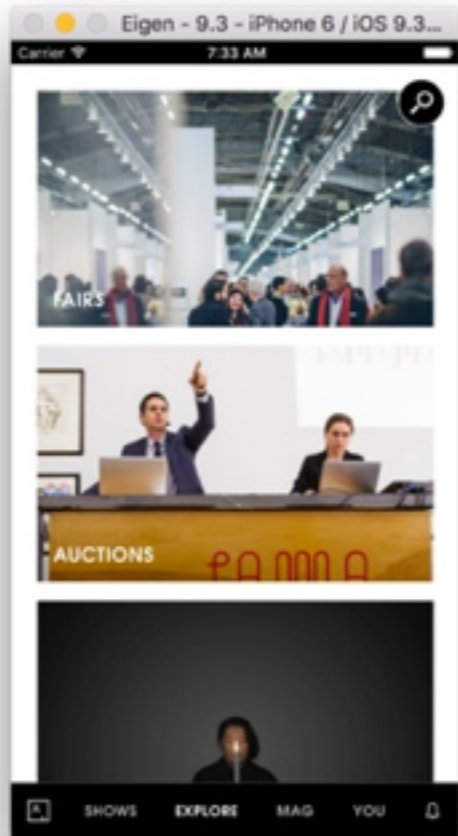 Eigen - 9.3 - iPhone 6 / iOS 9.3...
Carrier 7:33 AM
FAIRS
AUCTIONS
SHOWS EXPLORE MAG YOU